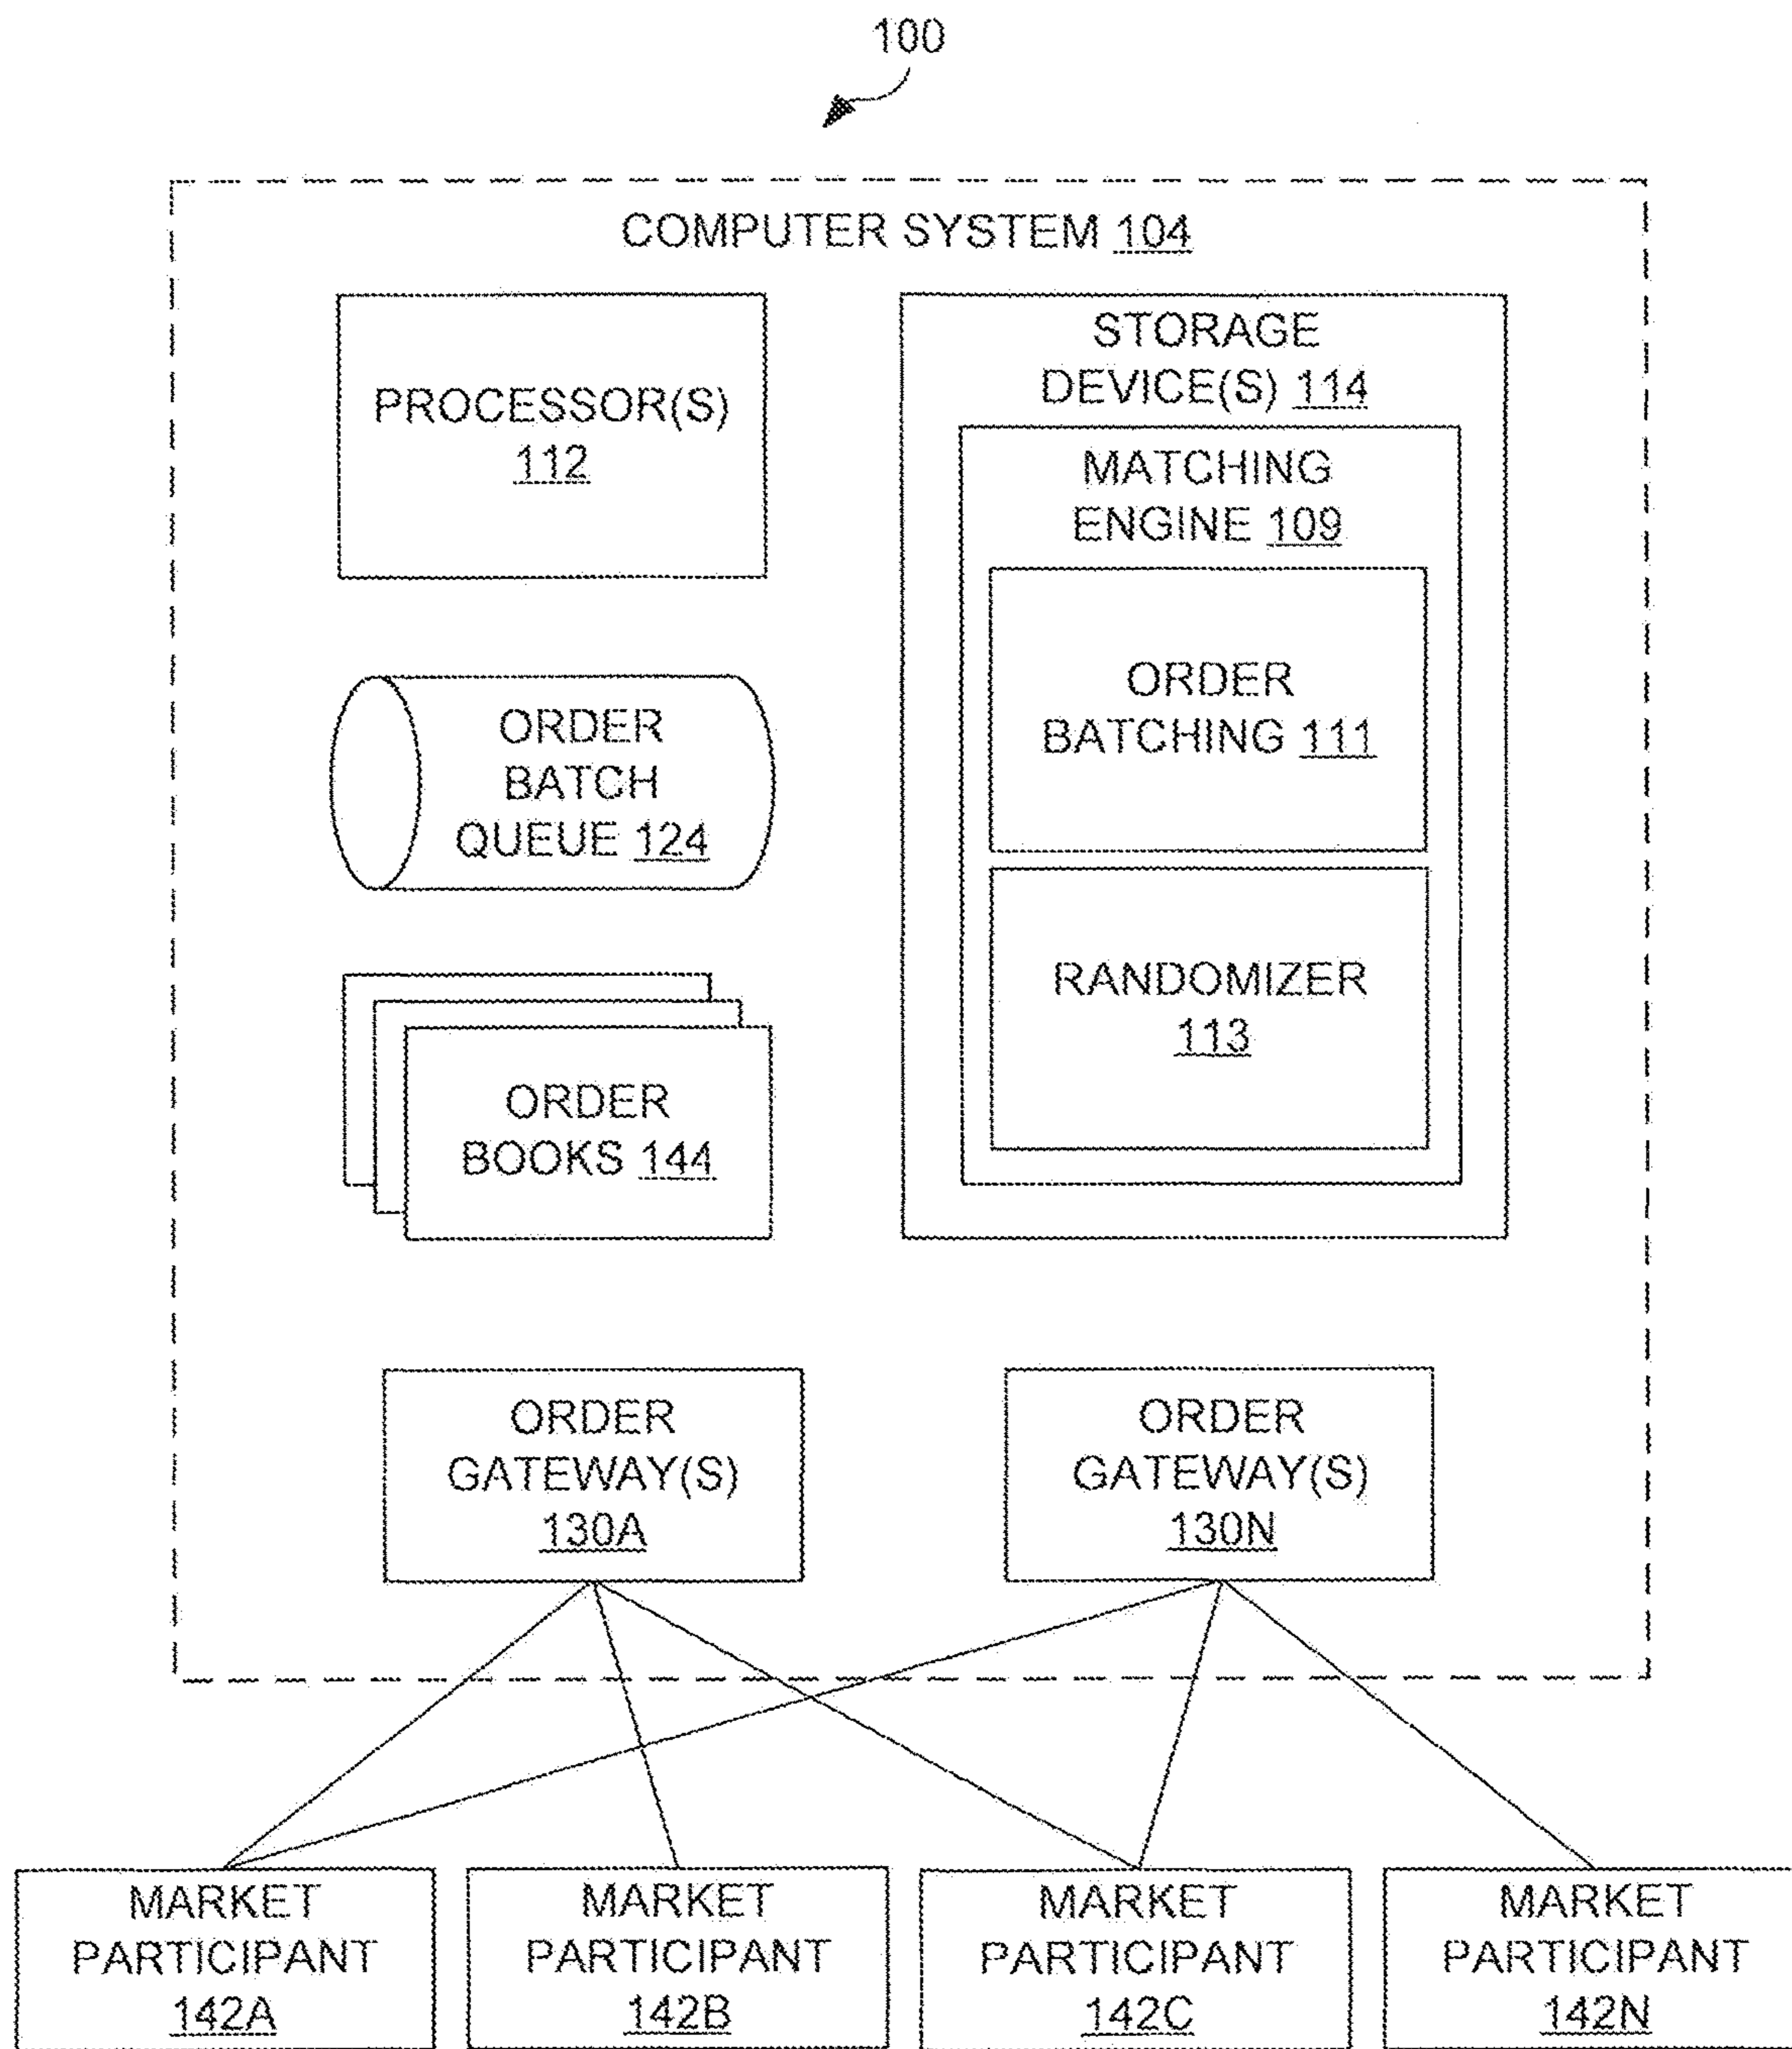 100
COMPUTER SYSTEM 104
PROCESSOR(S)
112
STORAGE
DEVICE(S) 114
MATCHING
ENGINE 109
ORDER
BATCHING 111
ORDER
BATCH
QUEUE 124
RANDOMIZER
113
ORDER
BOOKS 144
ORDER
GATEWAY(S)
130A
ORDER
GATEWAY(S)
130N
MARKET
PARTICIPANT
142A
MARKET
PARTICIPANT
142B
MARKET
PARTICIPANT
142C
MARKET
PARTICIPANT
142N